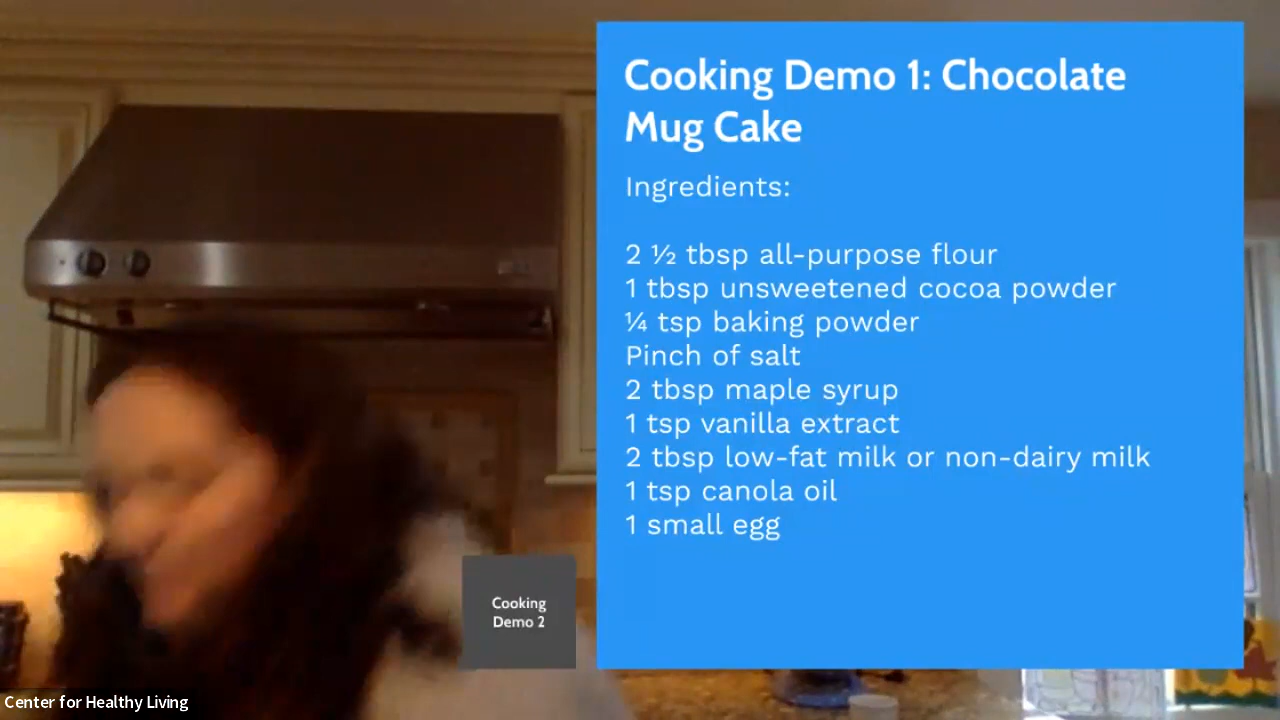 Cooking Demo 1: Chocolate
Mug Cake
Ingredients:
2 ½ tbsp all-purpose flour
1 tbsp unsweetened cocoa powder
¼ tsp baking powder
Pinch of salt
2 tbsp maple syrup
1 tsp vanilla extract
2 tbsp low-fat milk or non-dairy milk
1 tsp canola oil
1 small egg
Cooking
Demo 2
Center for Healthy Living